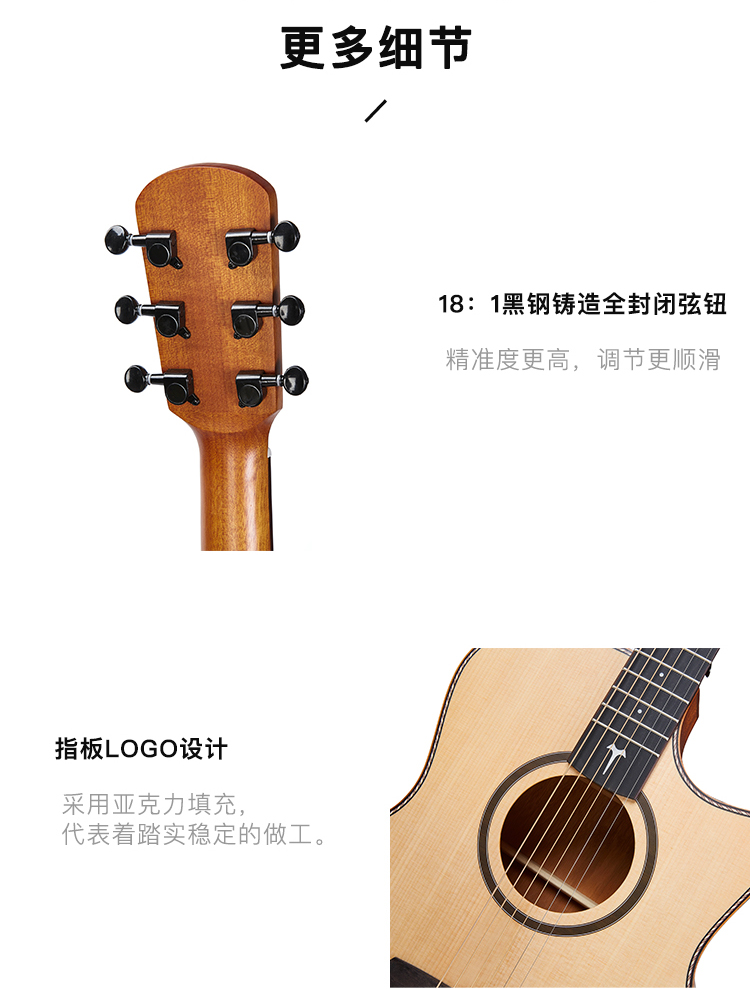 更多细节
18：1黑钢铸造全封闭弦钮
精准度更高，调节更顺滑
指板LOGO设计
采用亚克力填充，
代表着踏实稳定的做工。